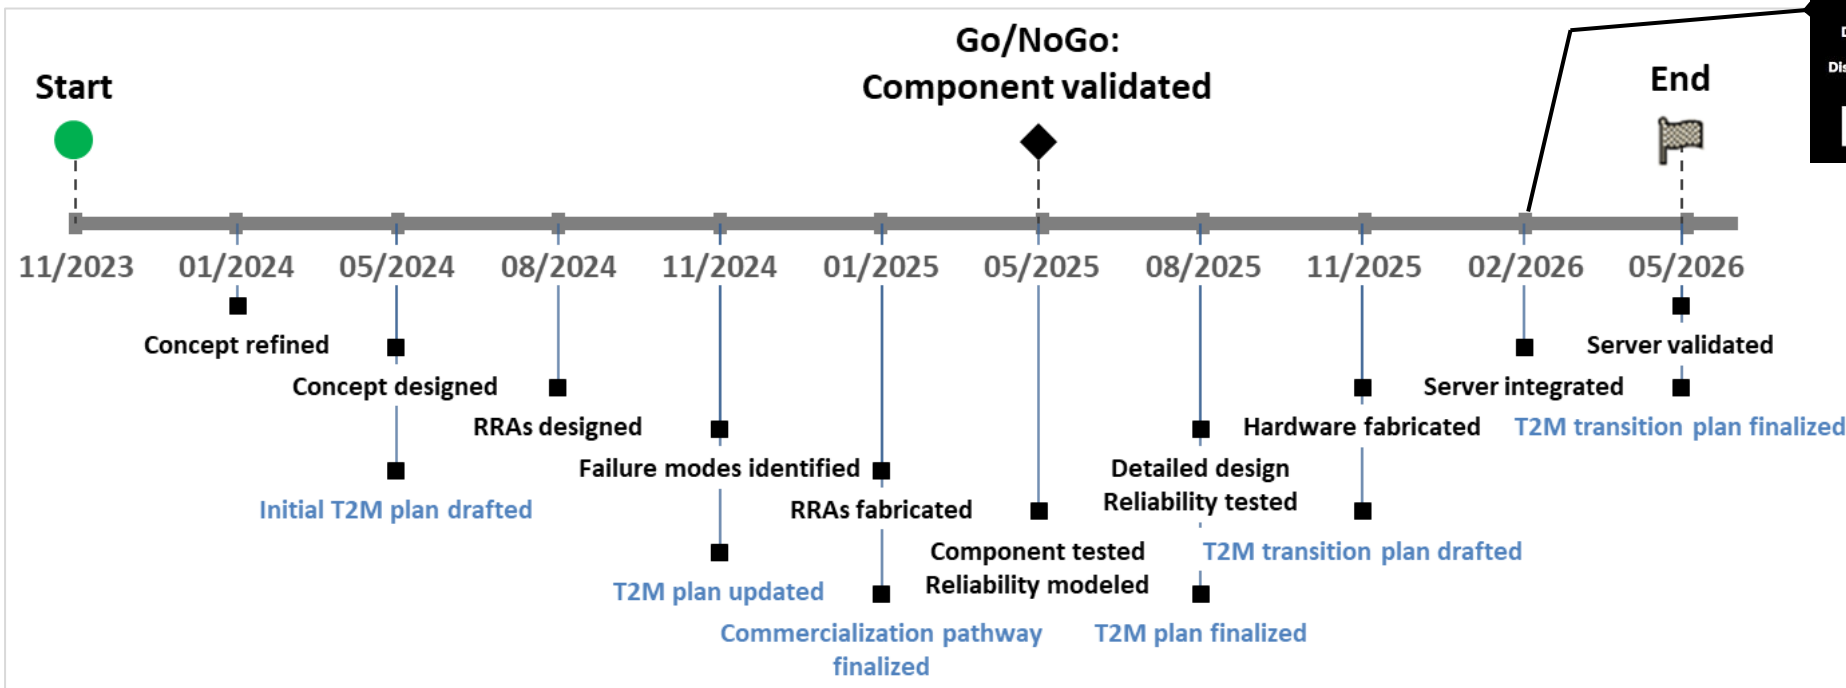 Go/NoGo:
Component validated
Start
End
11/2023
01/2024
05/2024
08/2024
11/2024
01/2025
05/2025
08/2025
11/2025
02/2026
05/2026
Concept refined
Server validated
Concept designed
Server integrated
RRAs designed
Hardware fabricated
T2M transition plan finalized
Failure modes identified
Detailed design
Reliability tested
Initial T2M plan drafted
RRAs fabricated
Component tested
Reliability modeled
T2M transition plan drafted
T2M plan updated
Commercialization pathway
finalized
T2M plan finalized